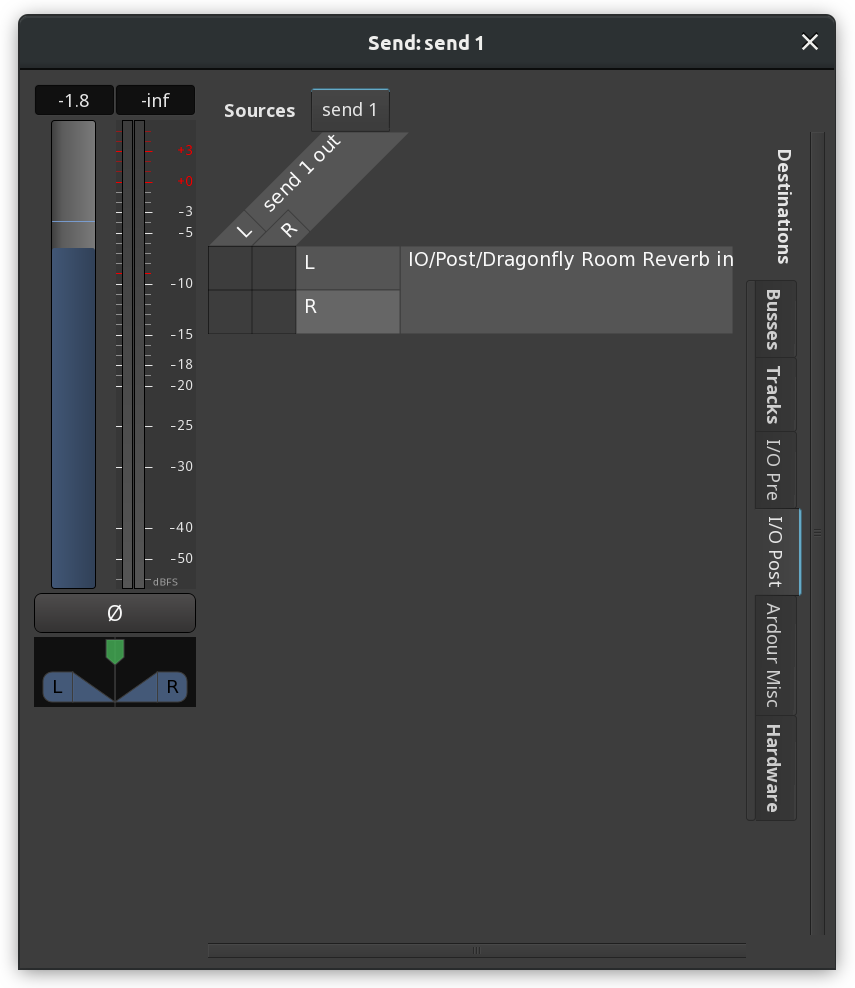 Send: send 1
-1.8
-inf
Sources
send 1
send 1 out
L
R
L
IO/Post/Dragonfly Room Reverb in
R
+3
+0
-3
-5
-10
-15
-18
-20
-25
-30
-40
-50
dBFS
Ø
L
R
Destinations
Busses
Tracks
I/O Pre
I/O Post
Ardour Misc
Hardware